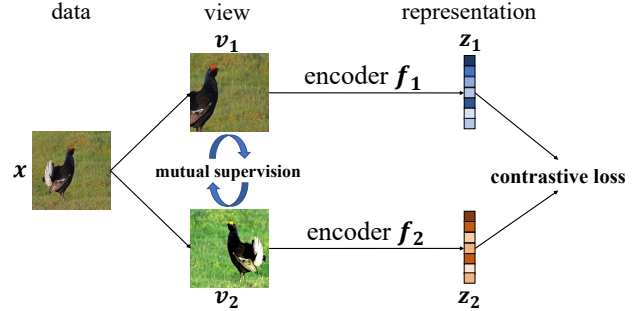 data
view
representation
v₁
z₁
encoder f₁
x
mutual supervision
contrastive loss
encoder f₂
v₂
z₂